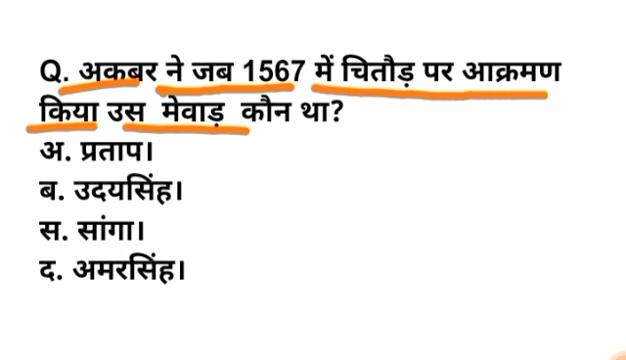 Q. अकबर ने जब 1567 में चितौड़ पर आक्रमण
किया उस मेवाड़ कौन था?
अ. प्रताप।
ब. उदयसिंह।
स. सांगा।
द. अमरसिंह।